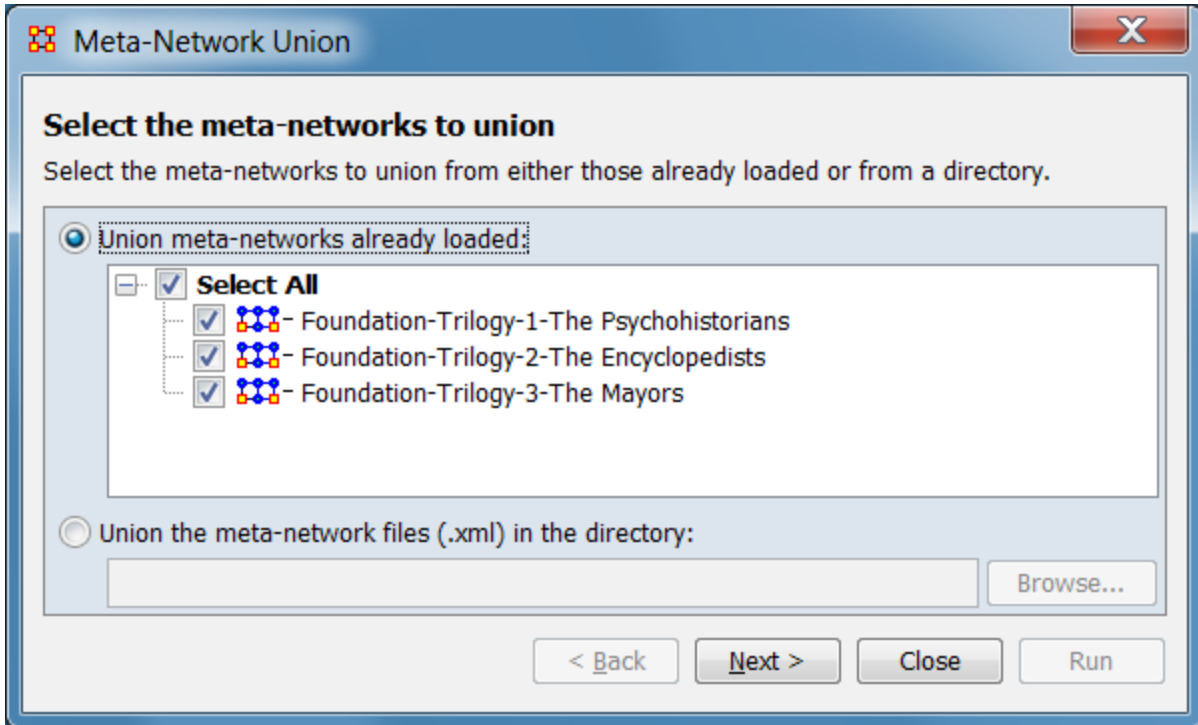 Meta-Network Union
Select the meta-networks to union
Select the meta-networks to union from either those already loaded or from a directory.
Union meta-networks already loaded:
Select All
- Foundation-Trilogy-1-The Psychohistorians
- Foundation-Trilogy-2-The Encyclopedists
- Foundation-Trilogy-3-The Mayors
Union the meta-network files (.xml) in the directory:
Browse...
< Back Next > Close Run